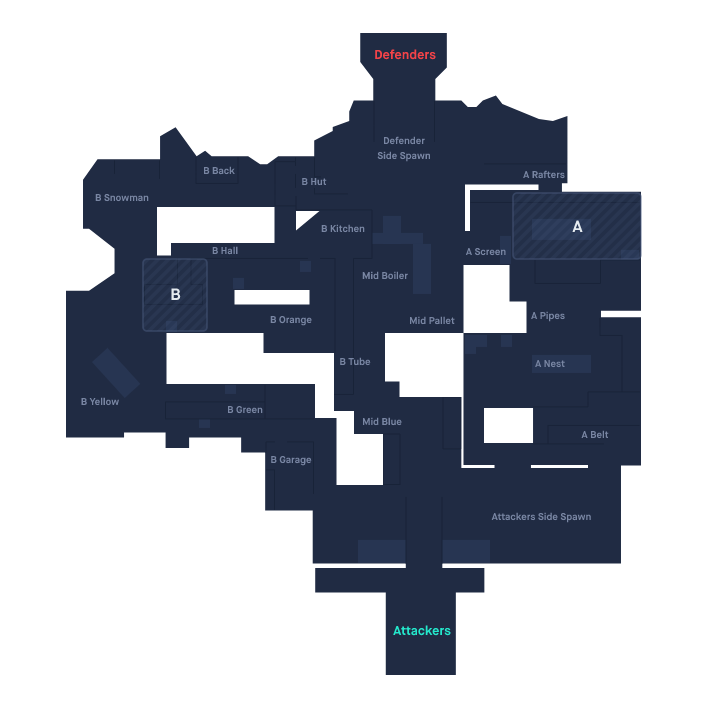 Defenders
Defender
Side Spawn
B Back
A Rafters
B Hut
B Snowman
A
B Kitchen
B Hall
A Screen
Mid Boiler
B
A Pipes
B Orange
Mid Pallet
B Tube
A Nest
B Yellow
B Green
Mid Blue
A Belt
B Garage
Attackers Side Spawn
Attackers